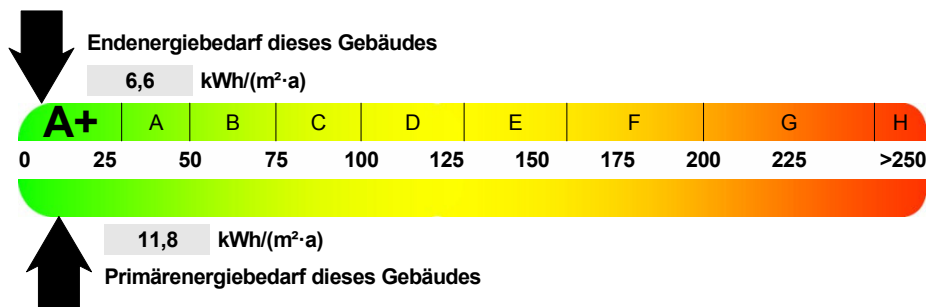 Endenergiebedarf dieses Gebäudes
6,6 kWh/(m²·a)
A+ A B C D E F G H
0 25 50 75 100 125 150 175 200 225 >250
11,8 kWh/(m²·a)
Primärenergiebedarf dieses Gebäudes